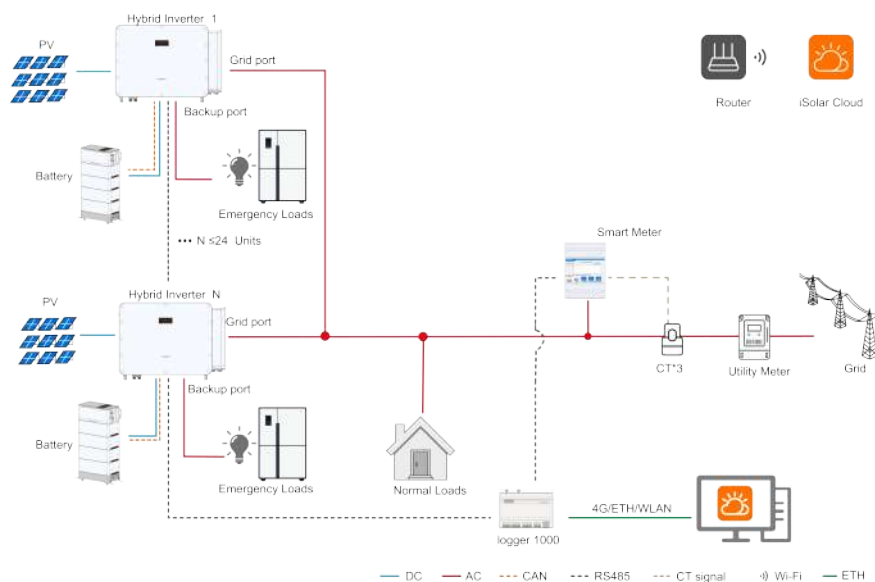 Hybrid Inverter 1
PV
Grid port
Backup port
Battery
Emergency Loads
Router
iSolar Cloud
••• N ≤24 Units
Smart Meter
Hybrid Inverter N
PV
Grid port
Backup port
Battery
Emergency Loads
Normal Loads
CT*3
Utility Meter
Grid
logger 1000
4G/ETH/WLAN
DC
AC
CAN
RS485
CT signal
Wi-Fi
ETH